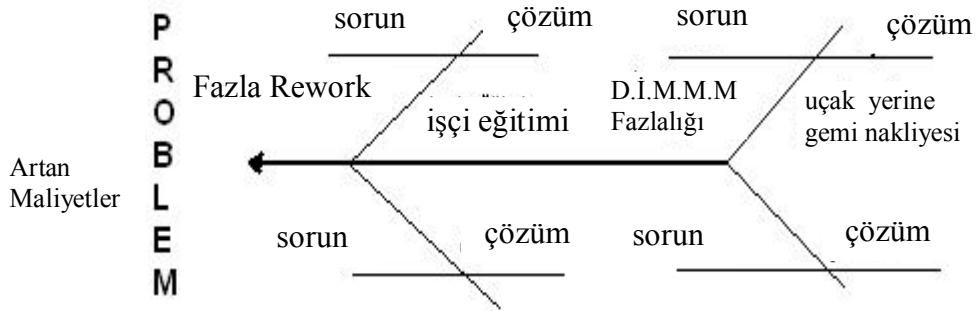 sorun çözüm
sorun çözüm
PROBLEM
Fazla Rework
işçi eğitimi
D.İ.M.M.M
Fazlalığı
uçak yerine
gemi nakliyesi
Artan
Maliyetler
sorun çözüm
sorun çözüm